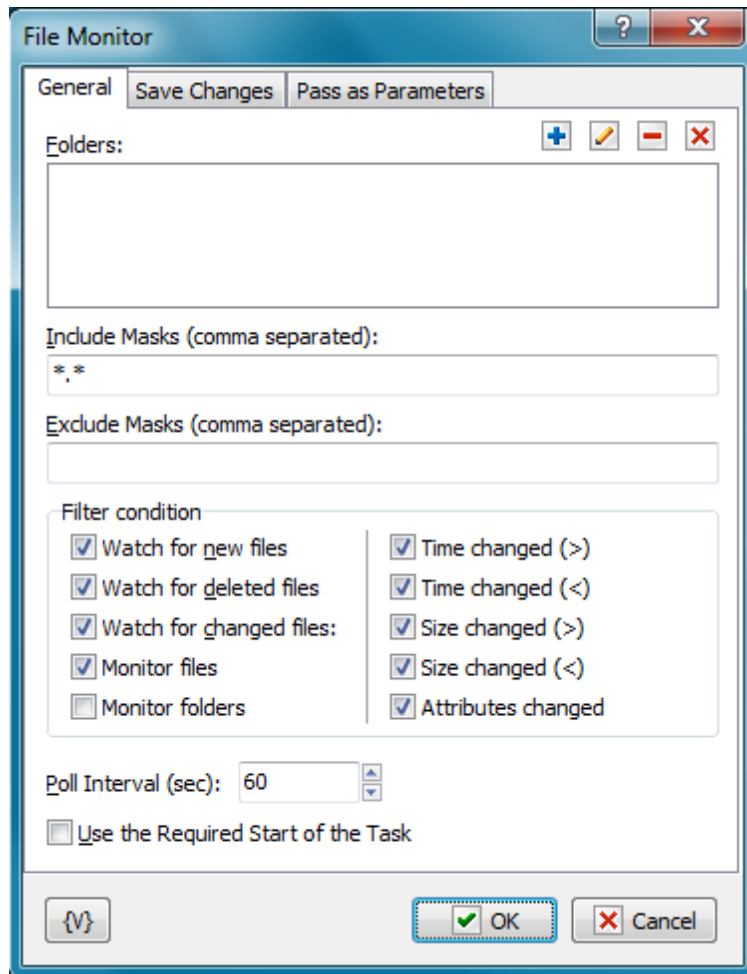 File Monitor
?
General Save Changes Pass as Parameters
Folders:
Include Masks (comma separated):
*.*
Exclude Masks (comma separated):
Filter condition
Watch for new files Time changed (>)
Watch for deleted files Time changed (<)
Watch for changed files: Size changed (>)
Monitor files Size changed (<)
Monitor folders Attributes changed
Poll Interval (sec): 60
Use the Required Start of the Task
{V} OK Cancel